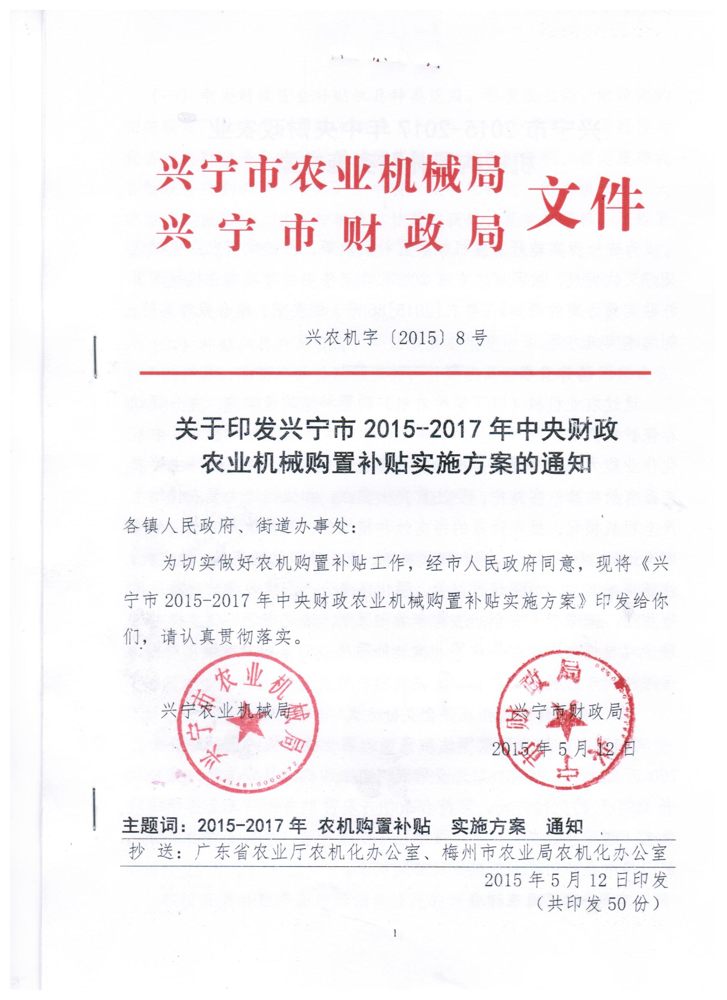 兴宁市农业机械局
兴宁市财政局
文件
兴农机字〔2015〕8号
关于印发兴宁市2015--2017年中央财政
农业机械购置补贴实施方案的通知
各镇人民政府、街道办事处：
为切实做好农机购置补贴工作，经市人民政府同意，现将《兴
宁市2015-2017年中央财政农业机械购置补贴实施方案》印发给你
们，请认真贯彻落实。
兴宁农业机械局 兴宁市财政局
2015年5月12日
兴宁市农业机械局
4414810000692
兴宁市财政局
主题词：2015-2017年 农机购置补贴 实施方案 通知
抄 送：广东省农业厅农机化办公室、梅州市农业局农机化办公室
2015年5月12日印发
（共印发50份）
1